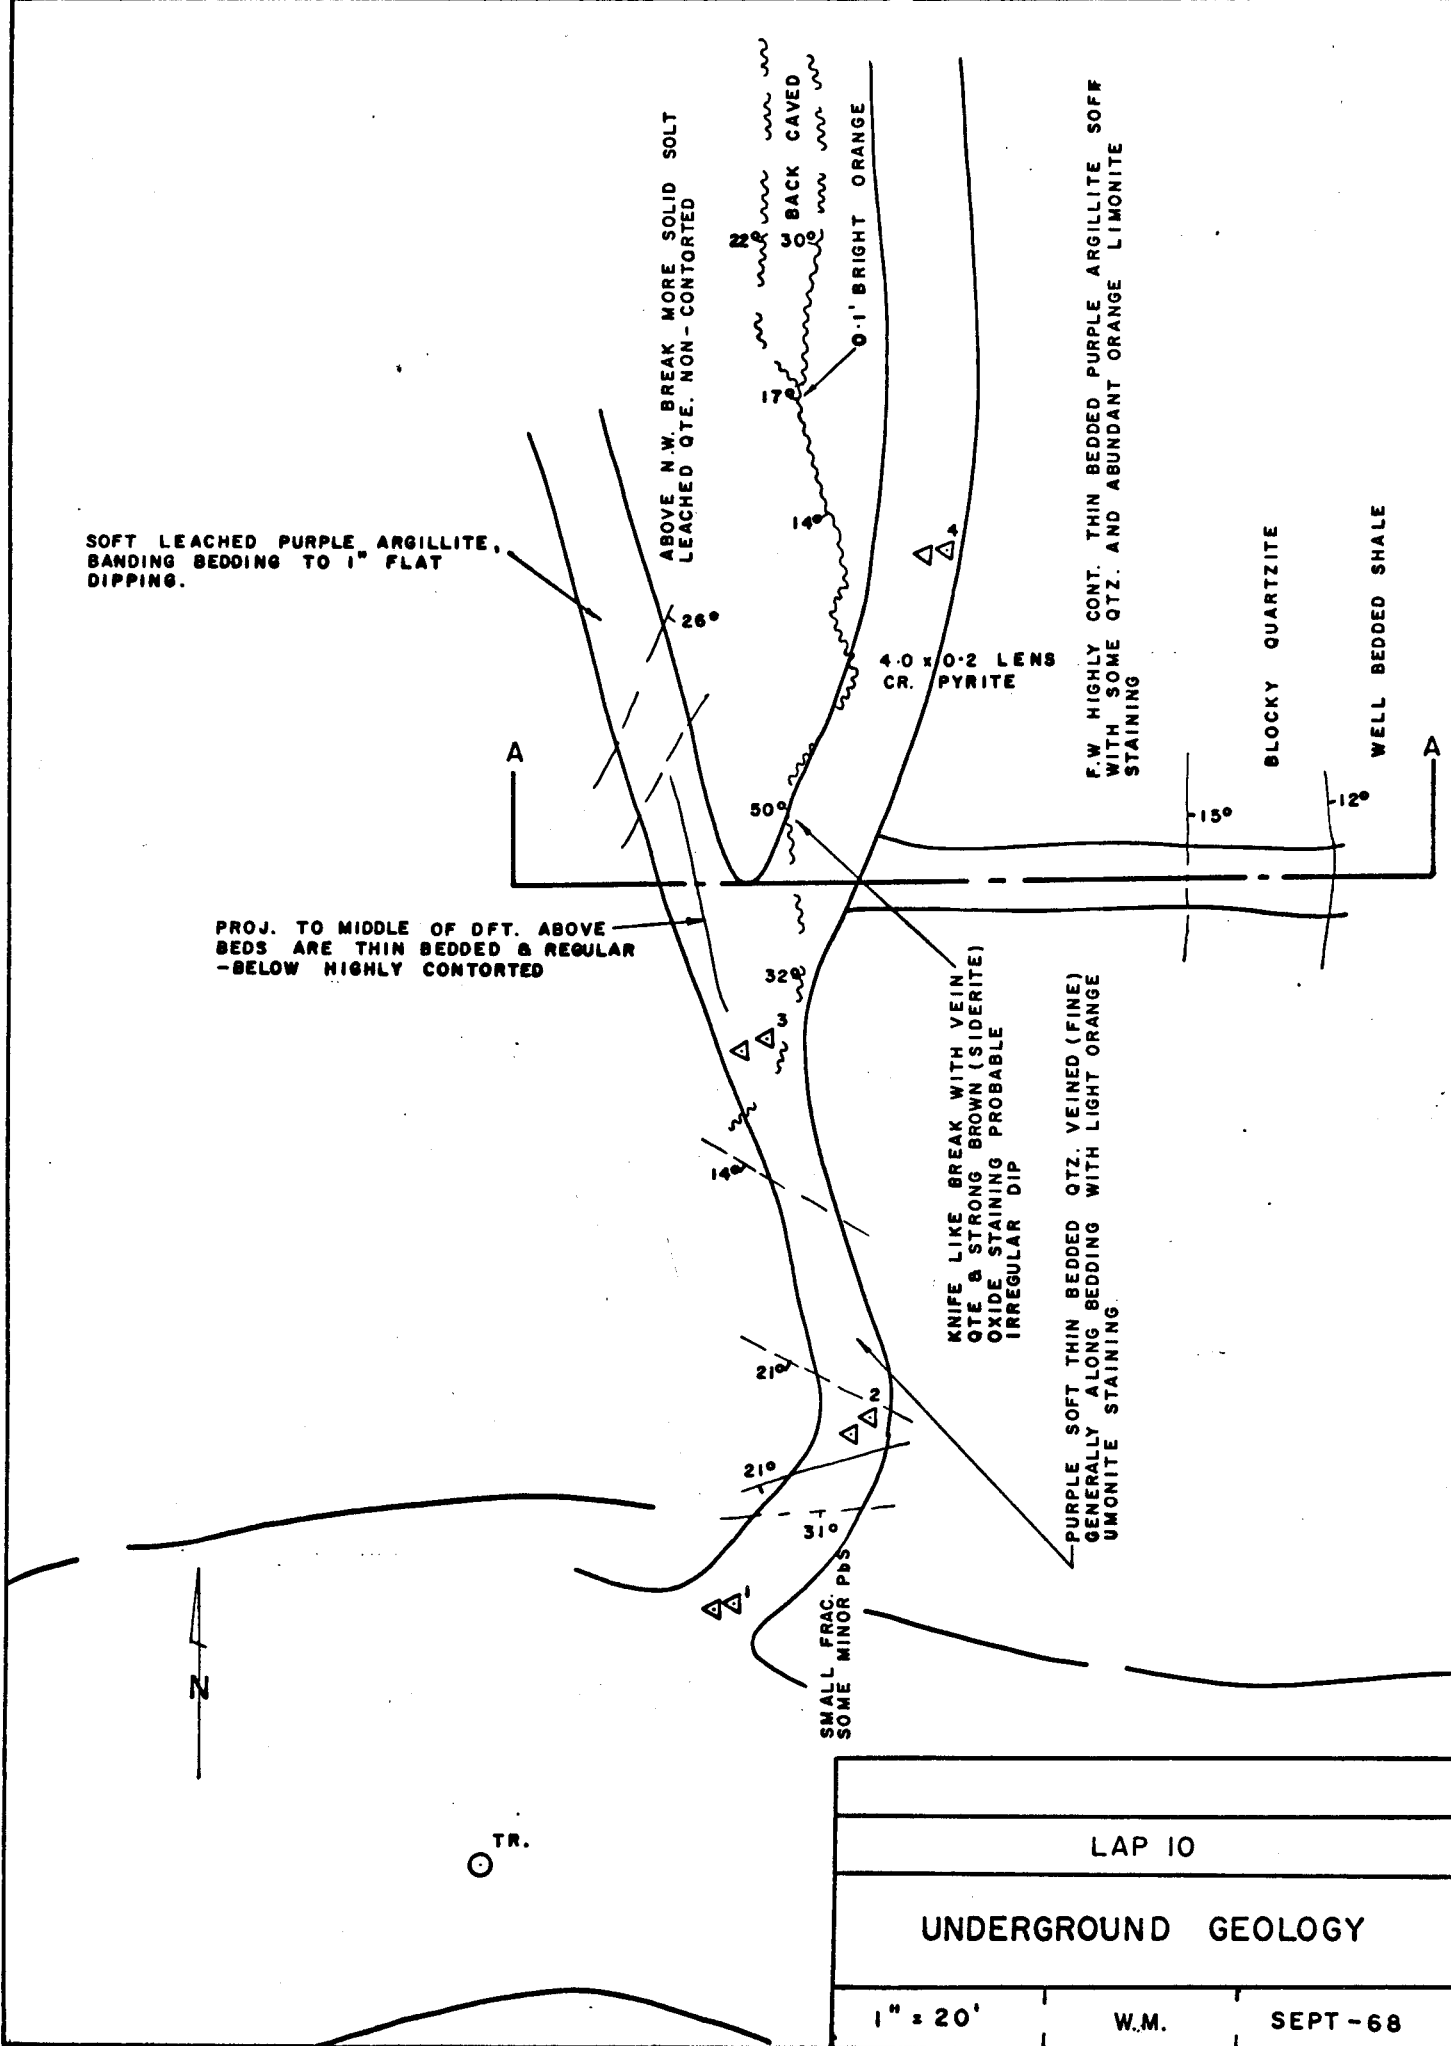 ABOVE N.W. BREAK MORE SOLID SOLT
LEACHED QTE. NON-CONTORTED
22°
30°
BACK CAVED
0.1' BRIGHT ORANGE
17°
14°
SOFT LEACHED PURPLE ARGILLITE,
BANDING BEDDING TO 1" FLAT
DIPPING.
26°
4
4.0 x 0.2 LENS
CR. PYRITE
F.W HIGHLY CONT. THIN BEDDED PURPLE ARGILLITE
WITH SOME QTZ. AND ABUNDANT ORANGE LIMONITE
STAINING
BLOCKY QUARTZITE
WELL BEDDED SHALE
A
A
50°
15°
12°
PROJ. TO MIDDLE OF DFT. ABOVE
BEDS ARE THIN BEDDED & REGULAR
-BELOW HIGHLY CONTORTED
32°
3
KNIFE LIKE BREAK WITH VEIN
QTE & STRONG BROWN (SIDERITE)
OXIDE STAINING PROBABLE
IRREGULAR DIP
14°
PURPLE SOFT THIN BEDDED QTZ. VEINED (FINE)
GENERALLY ALONG BEDDING WITH LIGHT ORANGE
UMONITE STAINING
21°
2
21°
31°
1
SMALL FRAC.
SOME MINOR PbS
N
TR.
LAP 10
UNDERGROUND GEOLOGY
1" = 20'
W.M.
SEPT-68